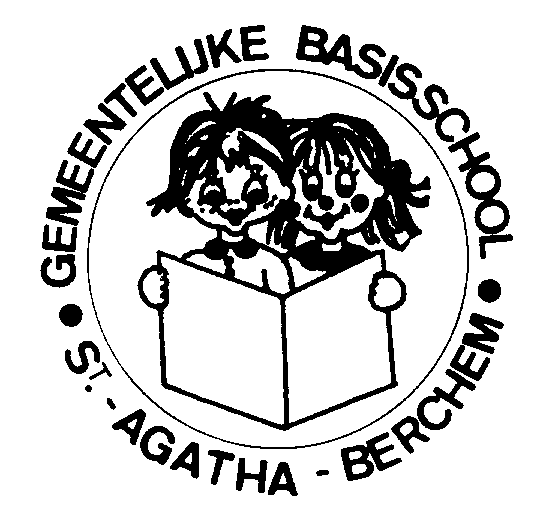 GEMEENTELIJKE BASISSCHOOL
ST. - AGATHA - BERCHEM